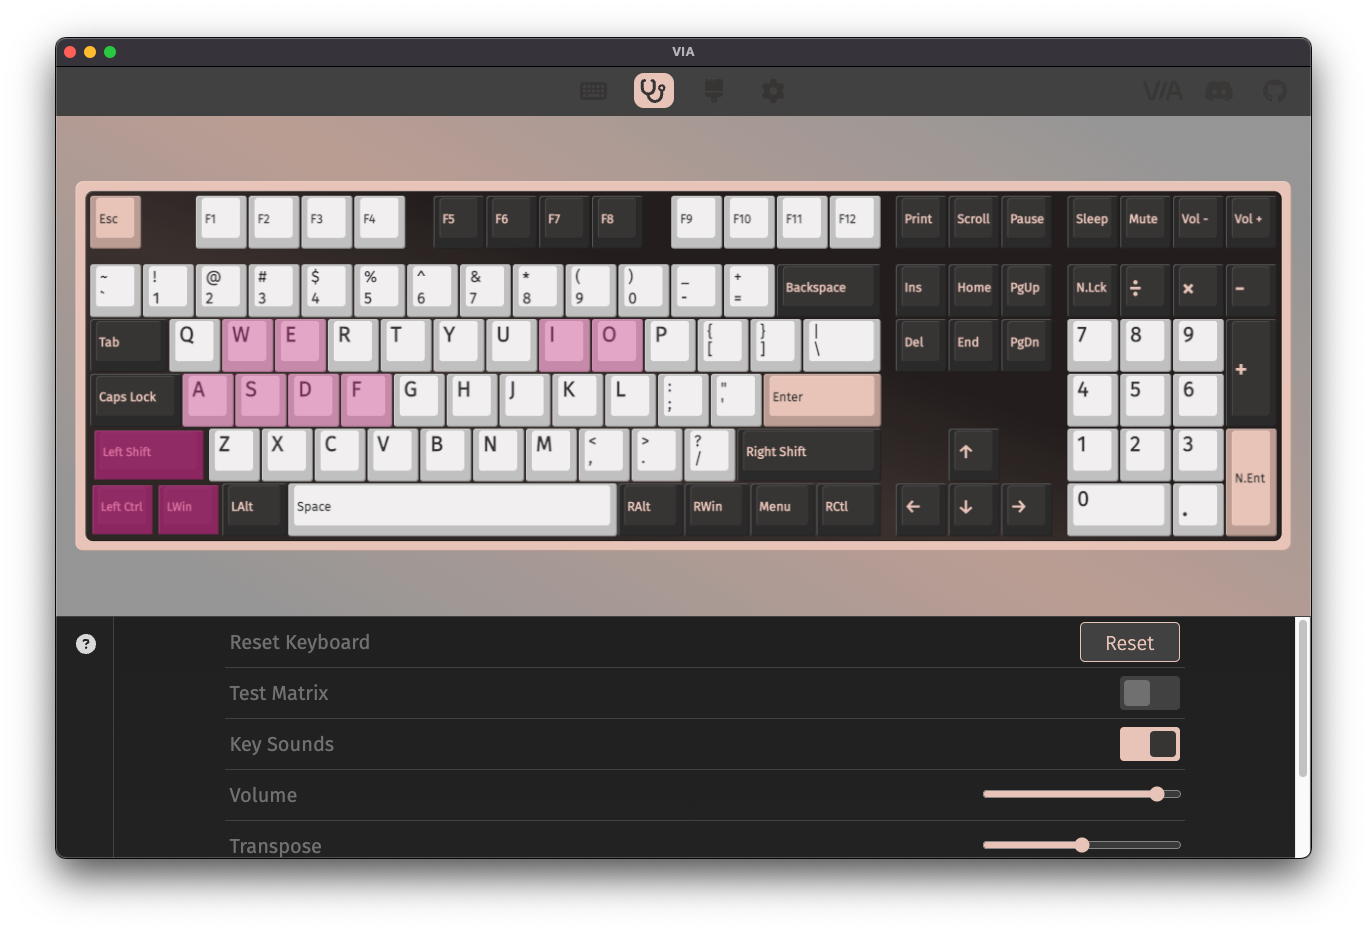 VIA
VIA
Esc F1 F2 F3 F4 F5 F6 F7 F8 F9 F10 F11 F12 Print Scroll Pause Sleep Mute Vol - Vol +
~ ! @ # $ % ^ & * ( ) _ +
` 1 2 3 4 5 6 7 8 9 0 - = Backspace Ins Home PgUp N.Lck ÷ × −
Tab Q W E R T Y U I O P { } |
[ ] \ Del End PgDn 7 8 9 +
Caps Lock A S D F G H J K L : "
; ' Enter 4 5 6
Left Shift Z X C V B N M < > ?
, . / Right Shift ↑ 1 2 3 N.Ent
Left Ctrl LWin LAlt Space RAlt RWin Menu RCtl ← ↓ → 0 .
?
Reset Keyboard Reset
Test Matrix
Key Sounds
Volume
Transpose